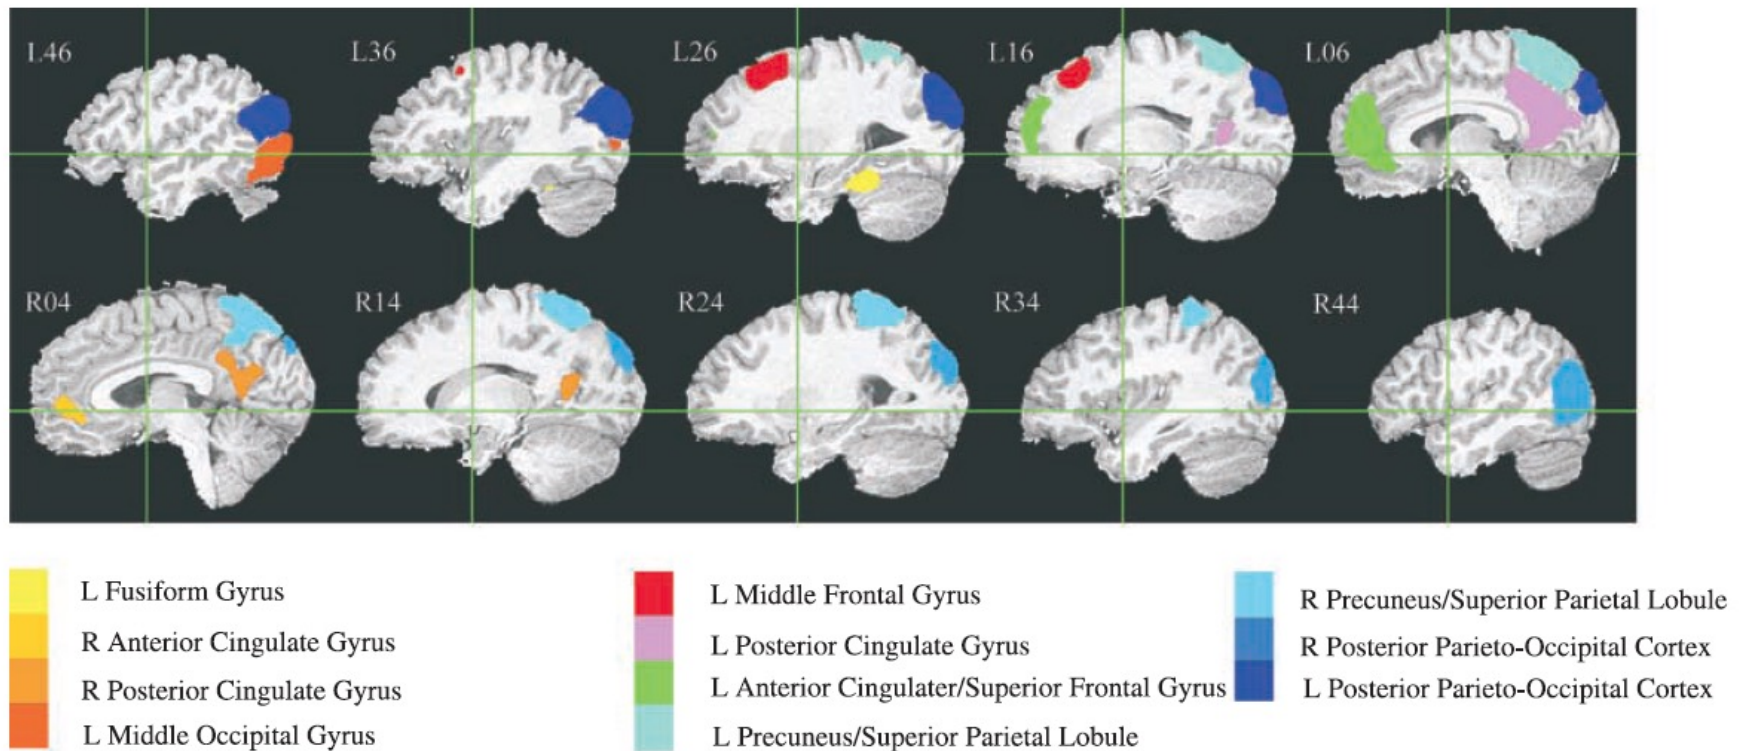 L46
L36
L26
L16
L06
R04
R14
R24
R34
R44
L Fusiform Gyrus
R Anterior Cingulate Gyrus
R Posterior Cingulate Gyrus
L Middle Occipital Gyrus
L Middle Frontal Gyrus
L Posterior Cingulate Gyrus
L Anterior Cingulater/Superior Frontal Gyrus
L Precuneus/Superior Parietal Lobule
R Precuneus/Superior Parietal Lobule
R Posterior Parieto-Occipital Cortex
L Posterior Parieto-Occipital Cortex